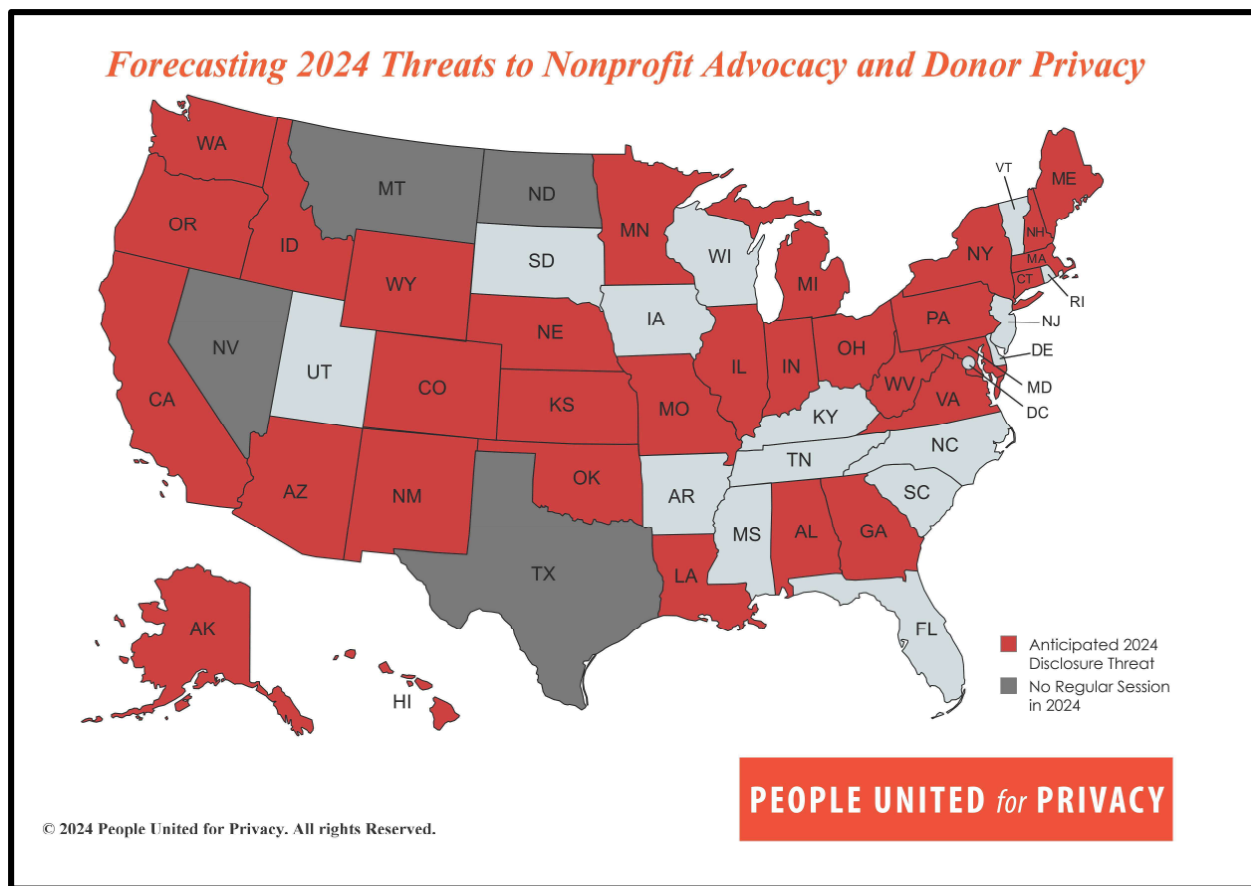 Forecasting 2024 Threats to Nonprofit Advocacy and Donor Privacy
WA
MT
ND
MN
VT
ME
OR
ID
SD
WI
NY
NH
MA
CT
RI
WY
MI
NE
IA
PA
NJ
NV
UT
CO
IL
IN
OH
DE
MD
DC
CA
KS
MO
WV
VA
KY
AZ
NM
OK
AR
TN
NC
SC
MS
AL
GA
TX
LA
FL
AK
HI
Anticipated 2024
Disclosure Threat
No Regular Session
in 2024
PEOPLE UNITED for PRIVACY
© 2024 People United for Privacy. All rights Reserved.